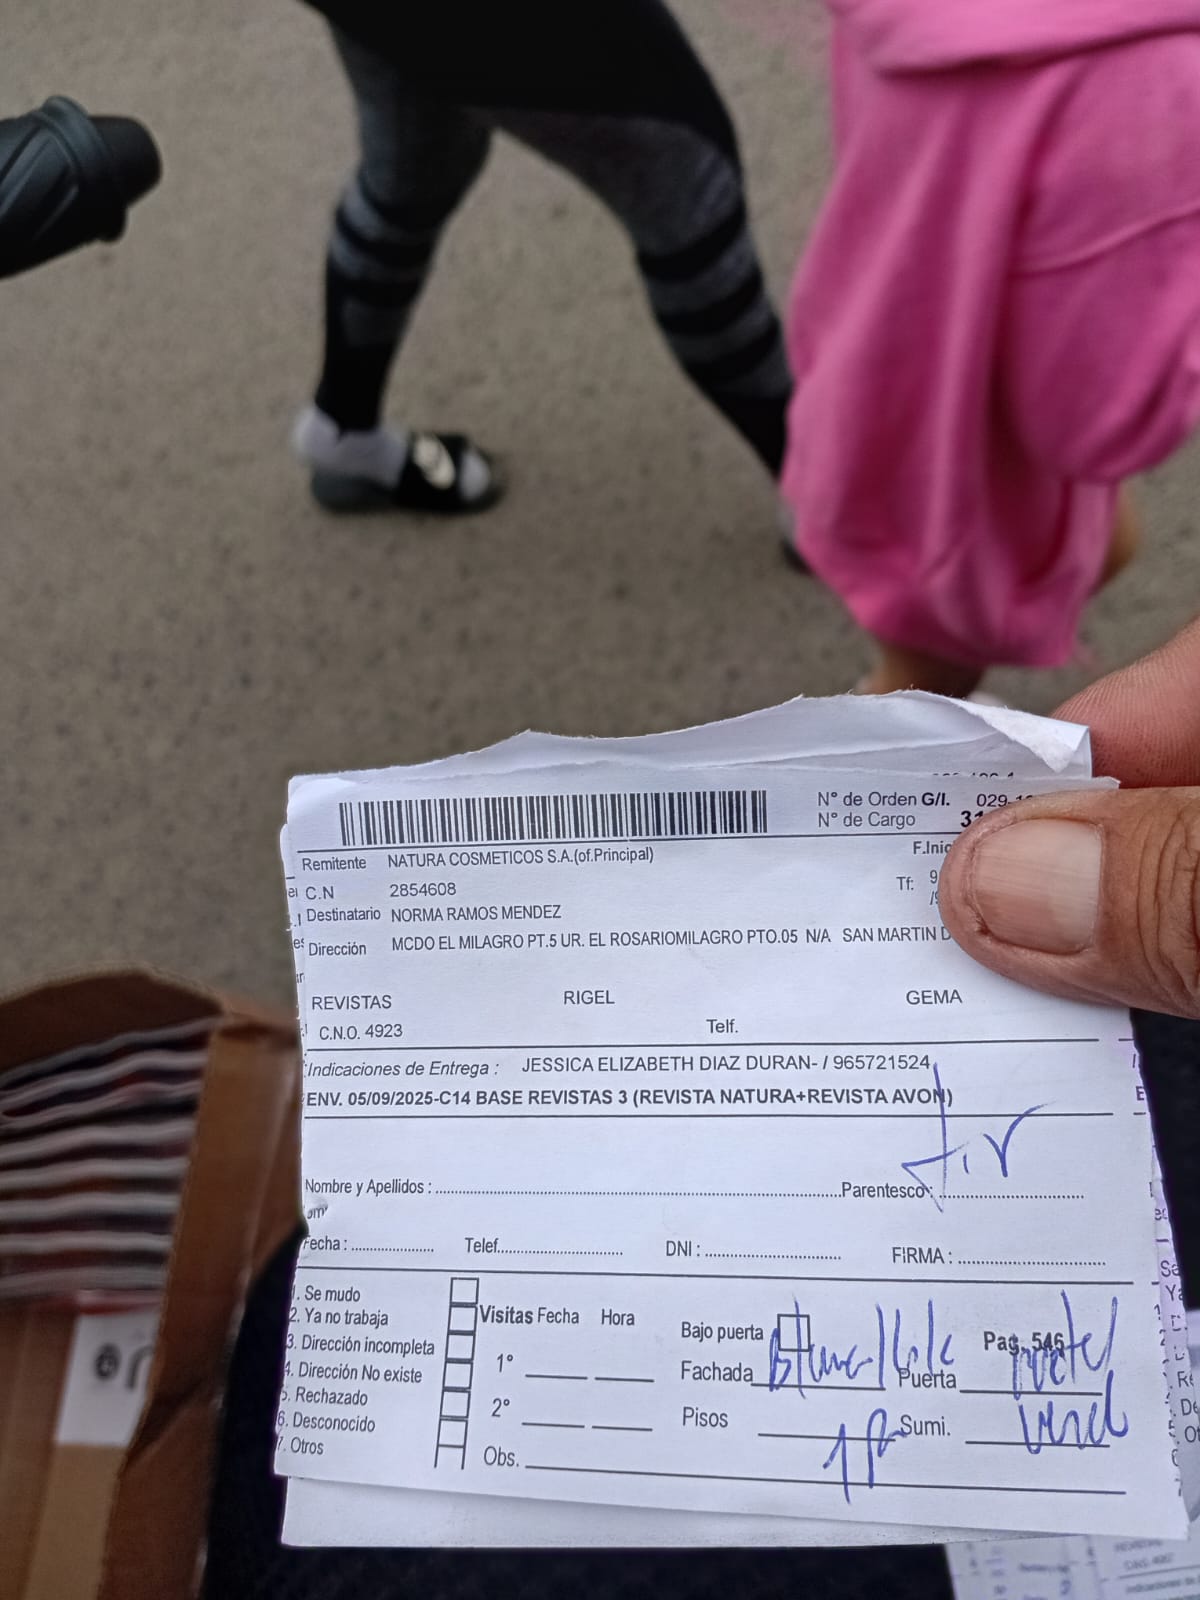 N° de Orden G/I. 029-1
N° de Cargo 31
Remitente NATURA COSMETICOS S.A.(of.Principal)
F.Inic
C.N 2854608
Tf: 9
Destinatario NORMA RAMOS MENDEZ
Dirección MCDO EL MILAGRO PT.5 UR. EL ROSARIOMILAGRO PTO.05 N/A SAN MARTIN D
REVISTAS RIGEL GEMA
C.N.O. 4923 Telf.
Indicaciones de Entrega : JESSICA ELIZABETH DIAZ DURAN- / 965721524
ENV. 05/09/2025-C14 BASE REVISTAS 3 (REVISTA NATURA+REVISTA AVON)
Nombre y Apellidos : Parentesco :
Fecha : Telef. DNI : FIRMA :
1. Se mudo
2. Ya no trabaja
3. Dirección incompleta
4. Dirección No existe
5. Rechazado
6. Desconocido
7. Otros
Visitas Fecha Hora
1°
2°
Obs.
Bajo puerta Pag. 546
Fachada Puerta
Pisos 1 Sumi.